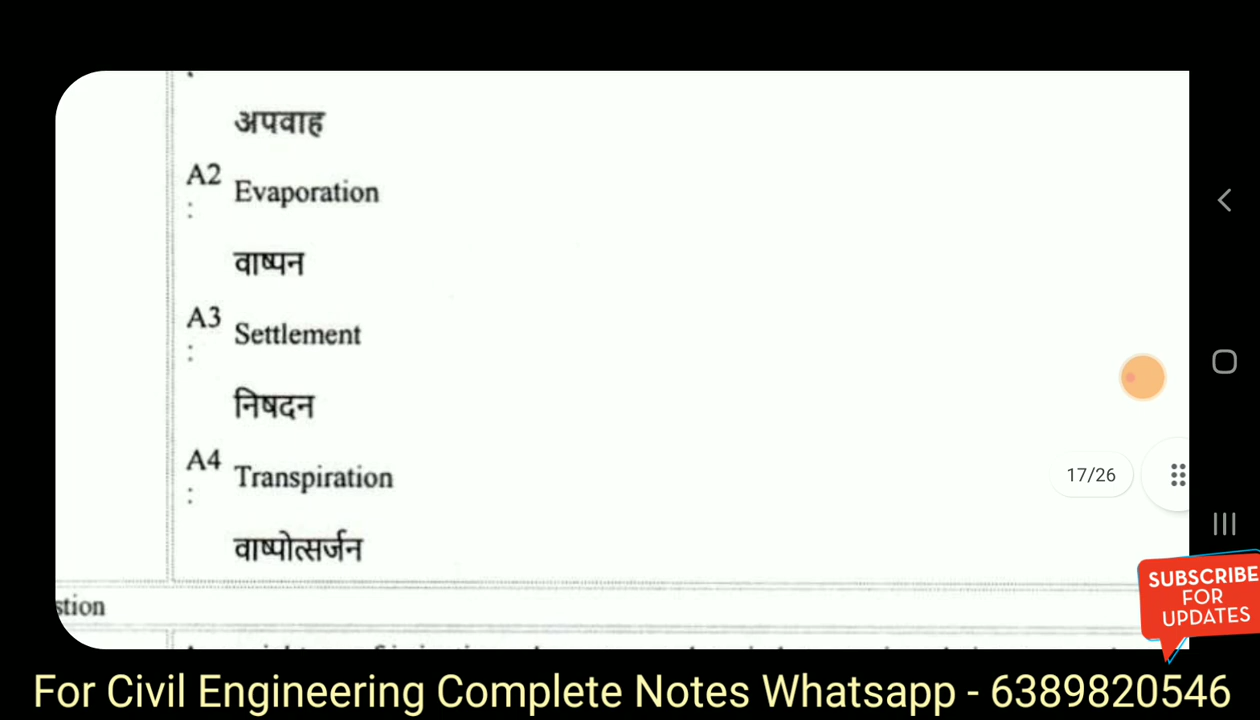 अपवाह
A2
:
Evaporation
वाष्पन
A3
:
Settlement
निषदन
A4
:
Transpiration
वाष्पोत्सर्जन
17/26
stion
SUBSCRIBE
FOR
UPDATES
For Civil Engineering Complete Notes Whatsapp - 6389820546